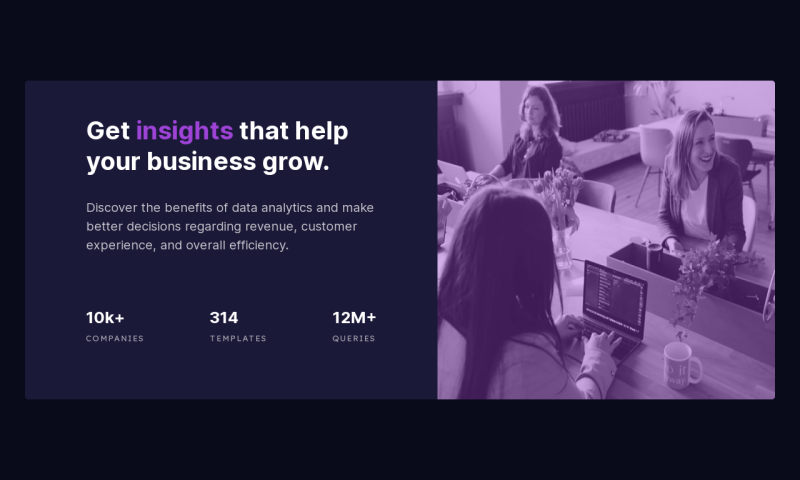 Get insights that help
your business grow.
Discover the benefits of data analytics and make
better decisions regarding revenue, customer
experience, and overall efficiency.
10k+ 314 12M+
COMPANIES TEMPLATES QUERIES